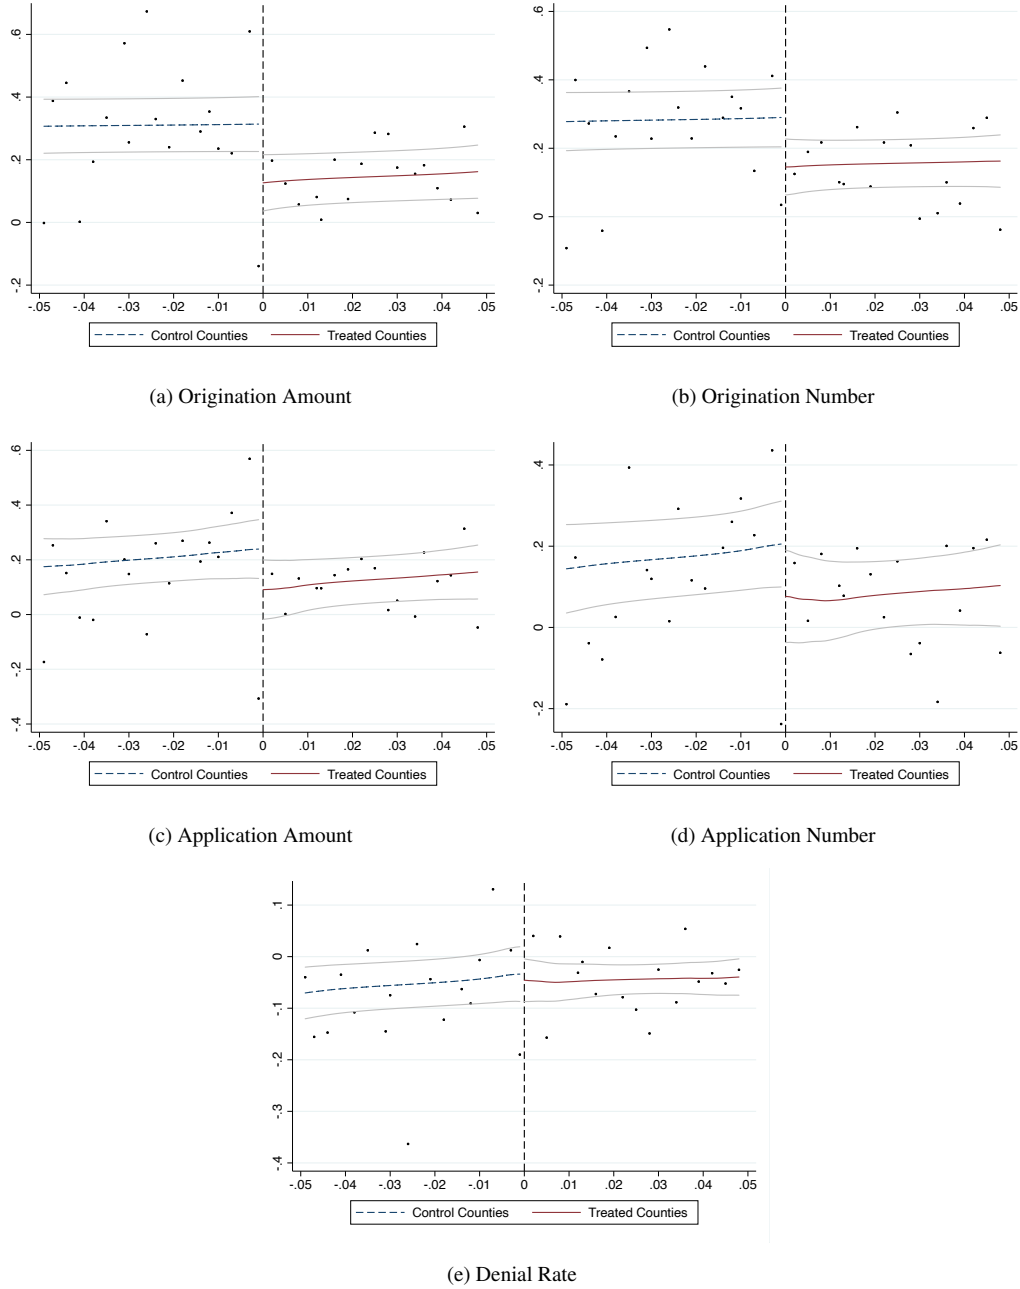 .6
.4
.2
0
-.2
-.05 -.04 -.03 -.02 -.01 0 .01 .02 .03 .04 .05
Control Counties Treated Counties
(a) Origination Amount
.6
.4
.2
0
-.2
-.05 -.04 -.03 -.02 -.01 0 .01 .02 .03 .04 .05
Control Counties Treated Counties
(b) Origination Number
.6
.4
.2
0
-.2
-.4
-.05 -.04 -.03 -.02 -.01 0 .01 .02 .03 .04 .05
Control Counties Treated Counties
(c) Application Amount
.4
.2
0
-.2
-.05 -.04 -.03 -.02 -.01 0 .01 .02 .03 .04 .05
Control Counties Treated Counties
(d) Application Number
.1
0
-.1
-.2
-.3
-.4
-.05 -.04 -.03 -.02 -.01 0 .01 .02 .03 .04 .05
Control Counties Treated Counties
(e) Denial Rate